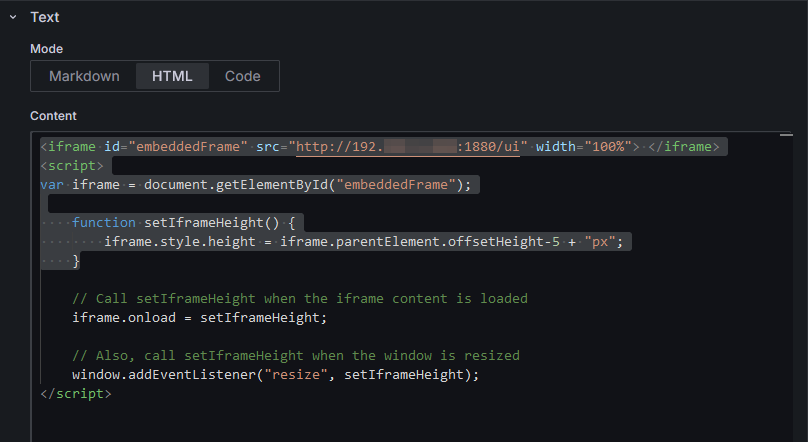 Text
Mode
Markdown HTML Code
Content
<iframe id="embeddedFrame" src="http://192. :1880/ui" width="100%"> </iframe>
<script>
var iframe = document.getElementById("embeddedFrame");
function setIframeHeight() {
iframe.style.height = iframe.parentElement.offsetHeight-5 + "px";
}
// Call setIframeHeight when the iframe content is loaded
iframe.onload = setIframeHeight;
// Also, call setIframeHeight when the window is resized
window.addEventListener("resize", setIframeHeight);
</script>